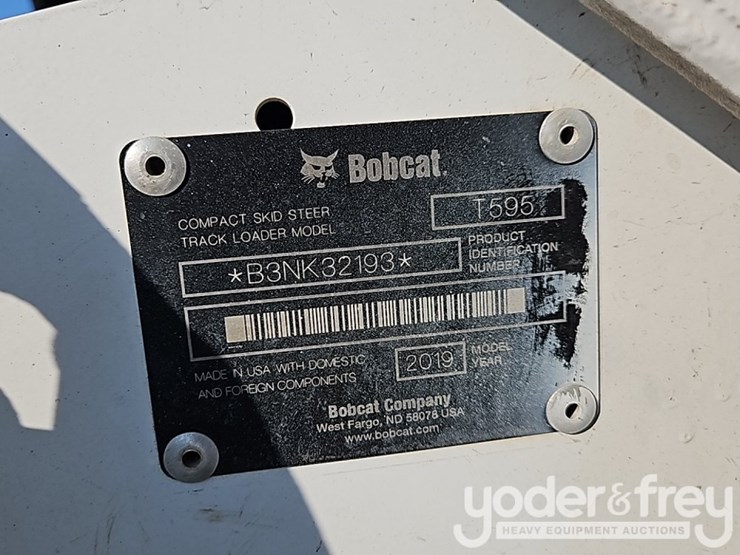 Bobcat
COMPACT SKID STEER
TRACK LOADER MODEL
T595
*B3NK32193*
PRODUCT
IDENTIFICATION
NUMBER
MADE IN USA WITH DOMESTIC
AND FOREIGN COMPONENTS
2019
MODEL
YEAR
Bobcat Company
West Fargo, ND 58078 USA
www.bobcat.com
yoder&frey
HEAVY EQUIPMENT AUCTIONS